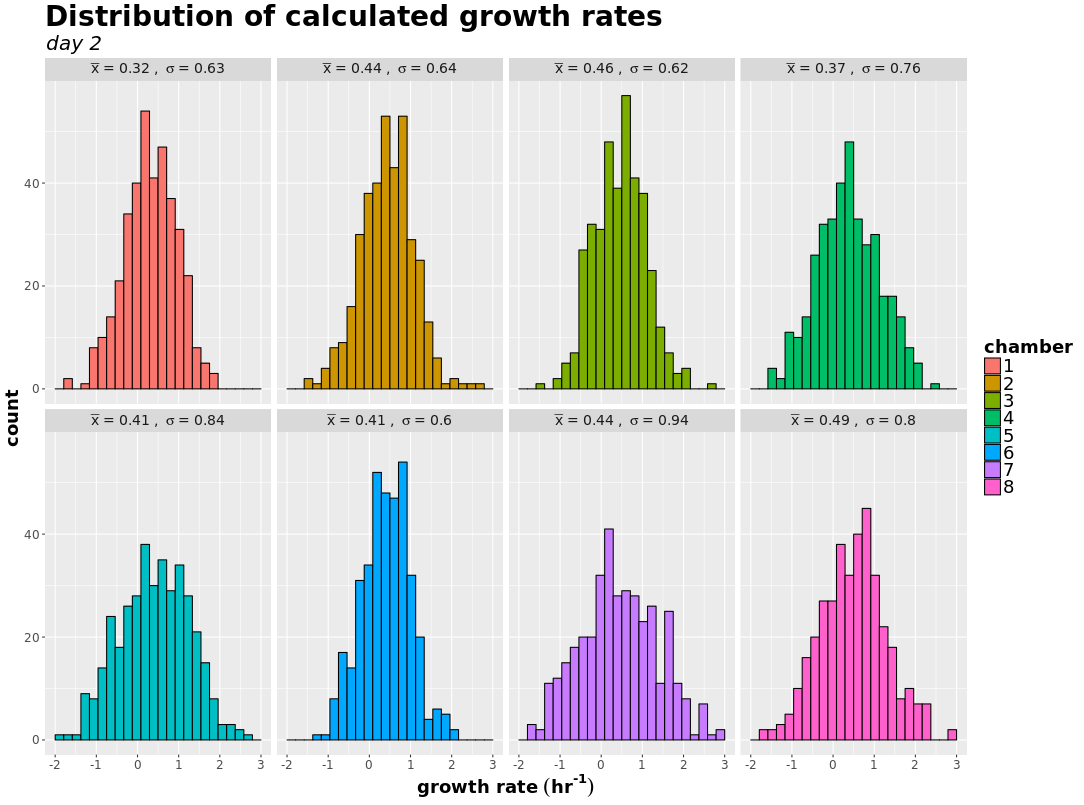 Distribution of calculated growth rates
day 2
x̅ = 0.32 , σ = 0.63
x̅ = 0.44 , σ = 0.64
x̅ = 0.46 , σ = 0.62
x̅ = 0.37 , σ = 0.76
40
20
0
chamber
1
2
3
4
5
6
7
8
count
x̅ = 0.41 , σ = 0.84
x̅ = 0.41 , σ = 0.6
x̅ = 0.44 , σ = 0.94
x̅ = 0.49 , σ = 0.8
40
20
0
-2 -1 0 1 2 3 -2 -1 0 1 2 3 -2 -1 0 1 2 3 -2 -1 0 1 2 3
growth rate (hr⁻¹)